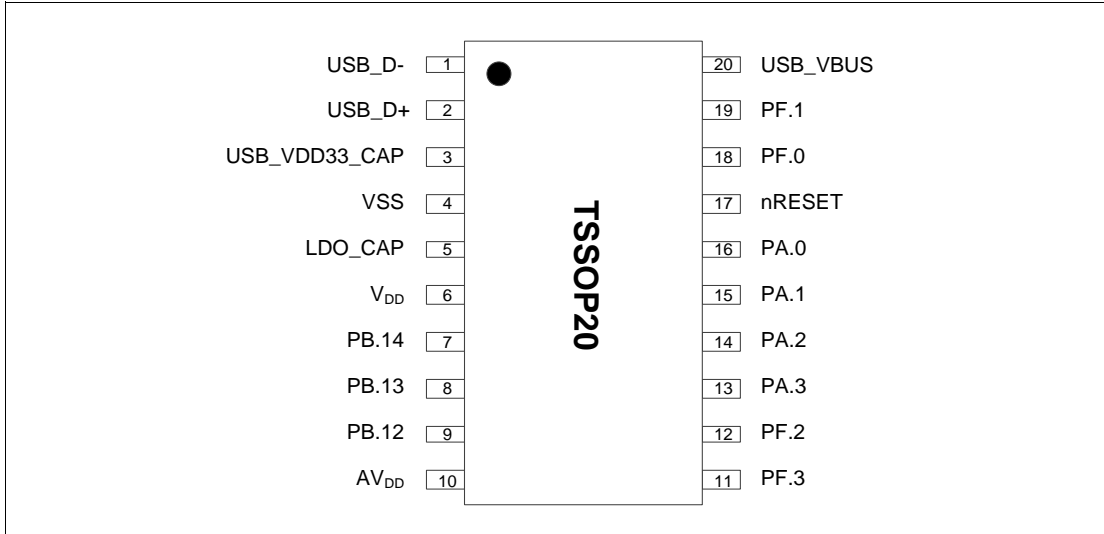 USB_D- 1
USB_D+ 2
USB_VDD33_CAP 3
VSS 4
LDO_CAP 5
VDD 6
PB.14 7
PB.13 8
PB.12 9
AVDD 10
TSSOP20
20 USB_VBUS
19 PF.1
18 PF.0
17 nRESET
16 PA.0
15 PA.1
14 PA.2
13 PA.3
12 PF.2
11 PF.3